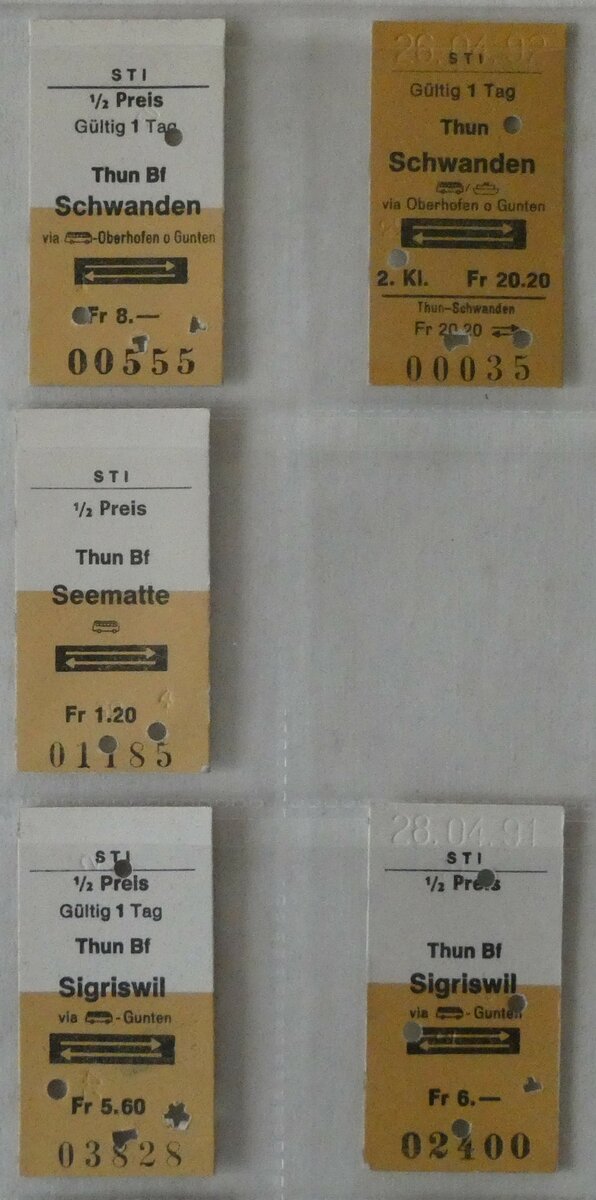 STI
1/2 Preis
Gültig 1 Tag
Thun Bf
Schwanden
via -Oberhofen o Gunten
Fr 8.—
00555
26.04.92
STI
Gültig 1 Tag
Thun
Schwanden
/
via Oberhofen o Gunten
2. Kl. Fr 20.20
Thun-Schwanden
Fr 20.20
00035
STI
1/2 Preis
Thun Bf
Seematte
Fr 1.20
01185
STI
1/2 Preis
Gültig 1 Tag
Thun Bf
Sigriswil
via -Gunten
Fr 5.60
03828
28.04.91
STI
1/2 Preis
Thun Bf
Sigriswil
via -Gunten
Fr 6.—
02400